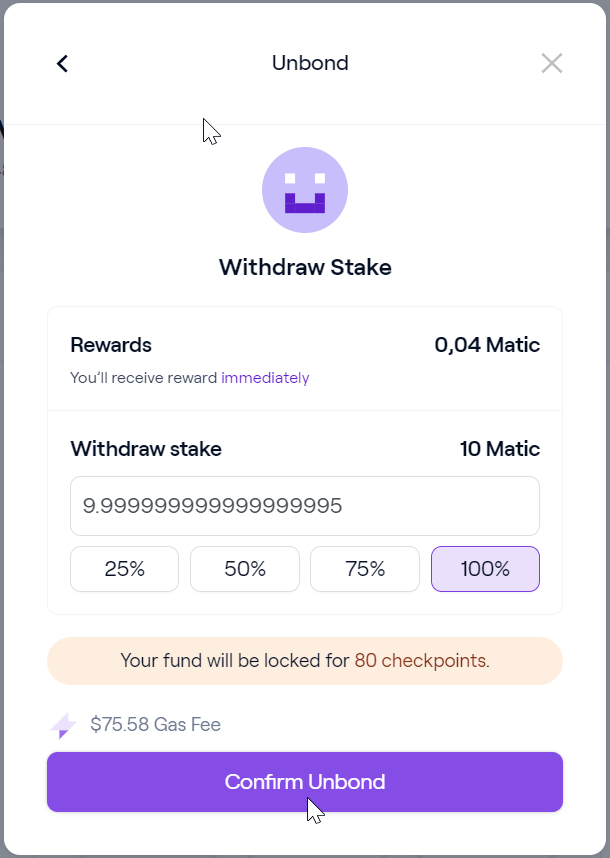 Unbond
Withdraw Stake
Rewards 0,04 Matic
You'll receive reward immediately
Withdraw stake 10 Matic
9.999999999999999995
25% 50% 75% 100%
Your fund will be locked for 80 checkpoints.
$75.58 Gas Fee
Confirm Unbond